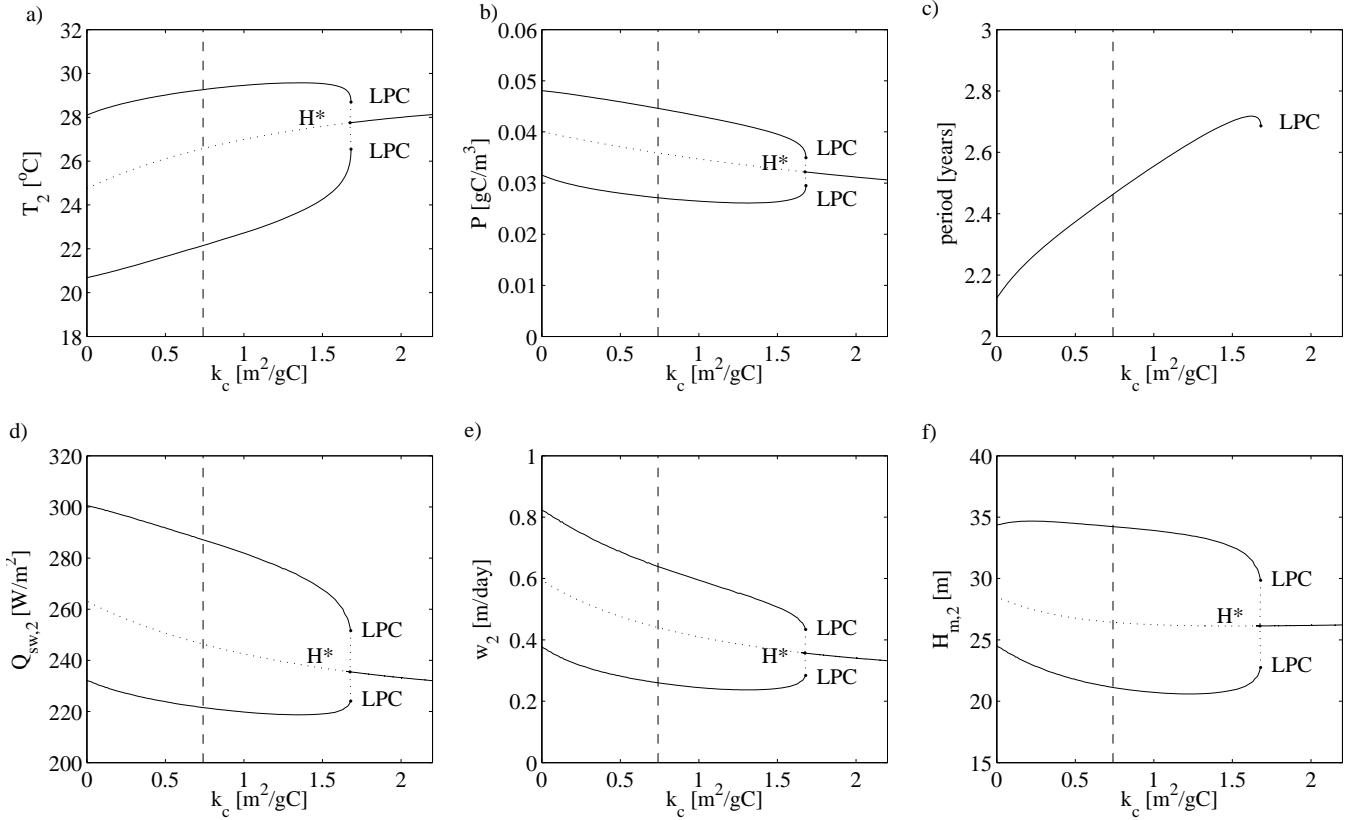 a)
32
30
28
26
24
22
20
18
T2 [°C]
LPC
H*
LPC
0 0.5 1 1.5 2
kc [m2/gC]
b)
0.06
0.05
0.04
0.03
0.02
0.01
0
P [gC/m3]
LPC
H*
LPC
0 0.5 1 1.5 2
kc [m2/gC]
c)
3
2.8
2.6
2.4
2.2
2
period [years]
LPC
0 0.5 1 1.5 2
kc [m2/gC]
d)
320
300
280
260
240
220
200
Qsw,2 [W/m2]
LPC
H*
LPC
0 0.5 1 1.5 2
kc [m2/gC]
e)
1
0.8
0.6
0.4
0.2
0
w2 [m/day]
LPC
H*
LPC
0 0.5 1 1.5 2
kc [m2/gC]
f)
40
35
30
25
20
15
Hm,2 [m]
LPC
H*
LPC
0 0.5 1 1.5 2
kc [m2/gC]